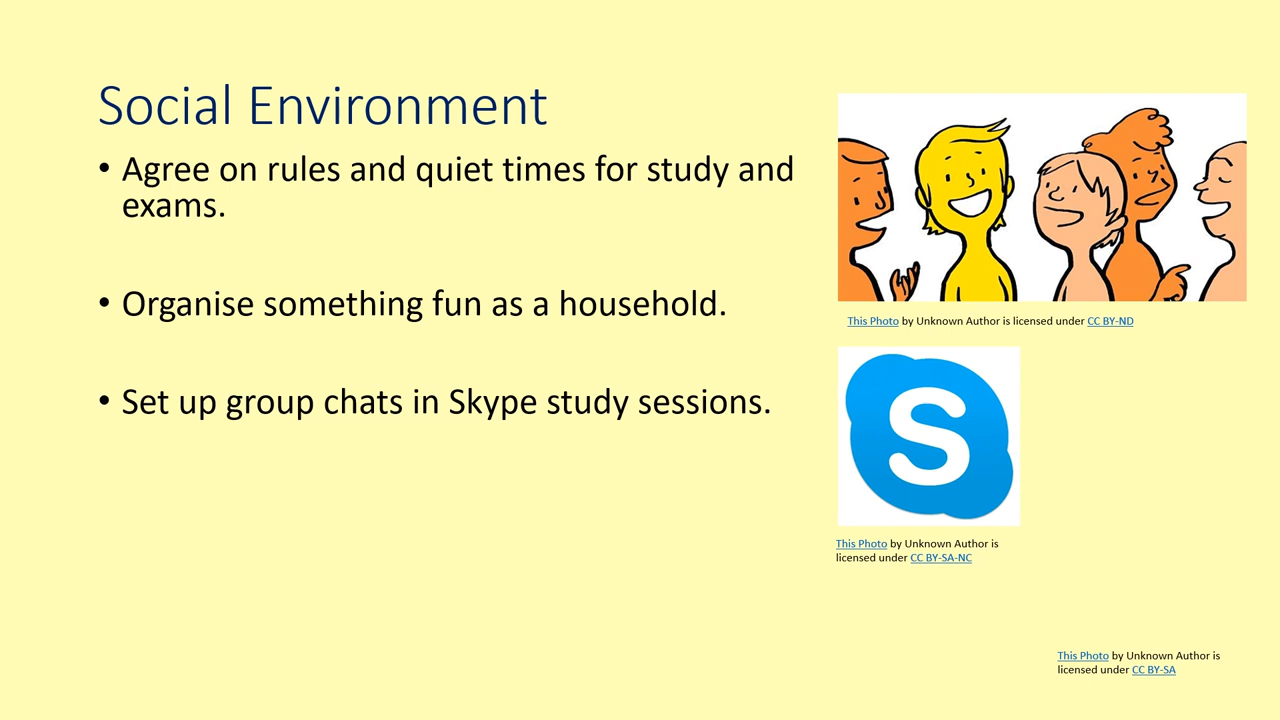 Social Environment
• Agree on rules and quiet times for study and
exams.
• Organise something fun as a household.
• Set up group chats in Skype study sessions.
This Photo by Unknown Author is licensed under CC BY-ND
S
This Photo by Unknown Author is
licensed under CC BY-SA-NC
This Photo by Unknown Author is
licensed under CC BY-SA